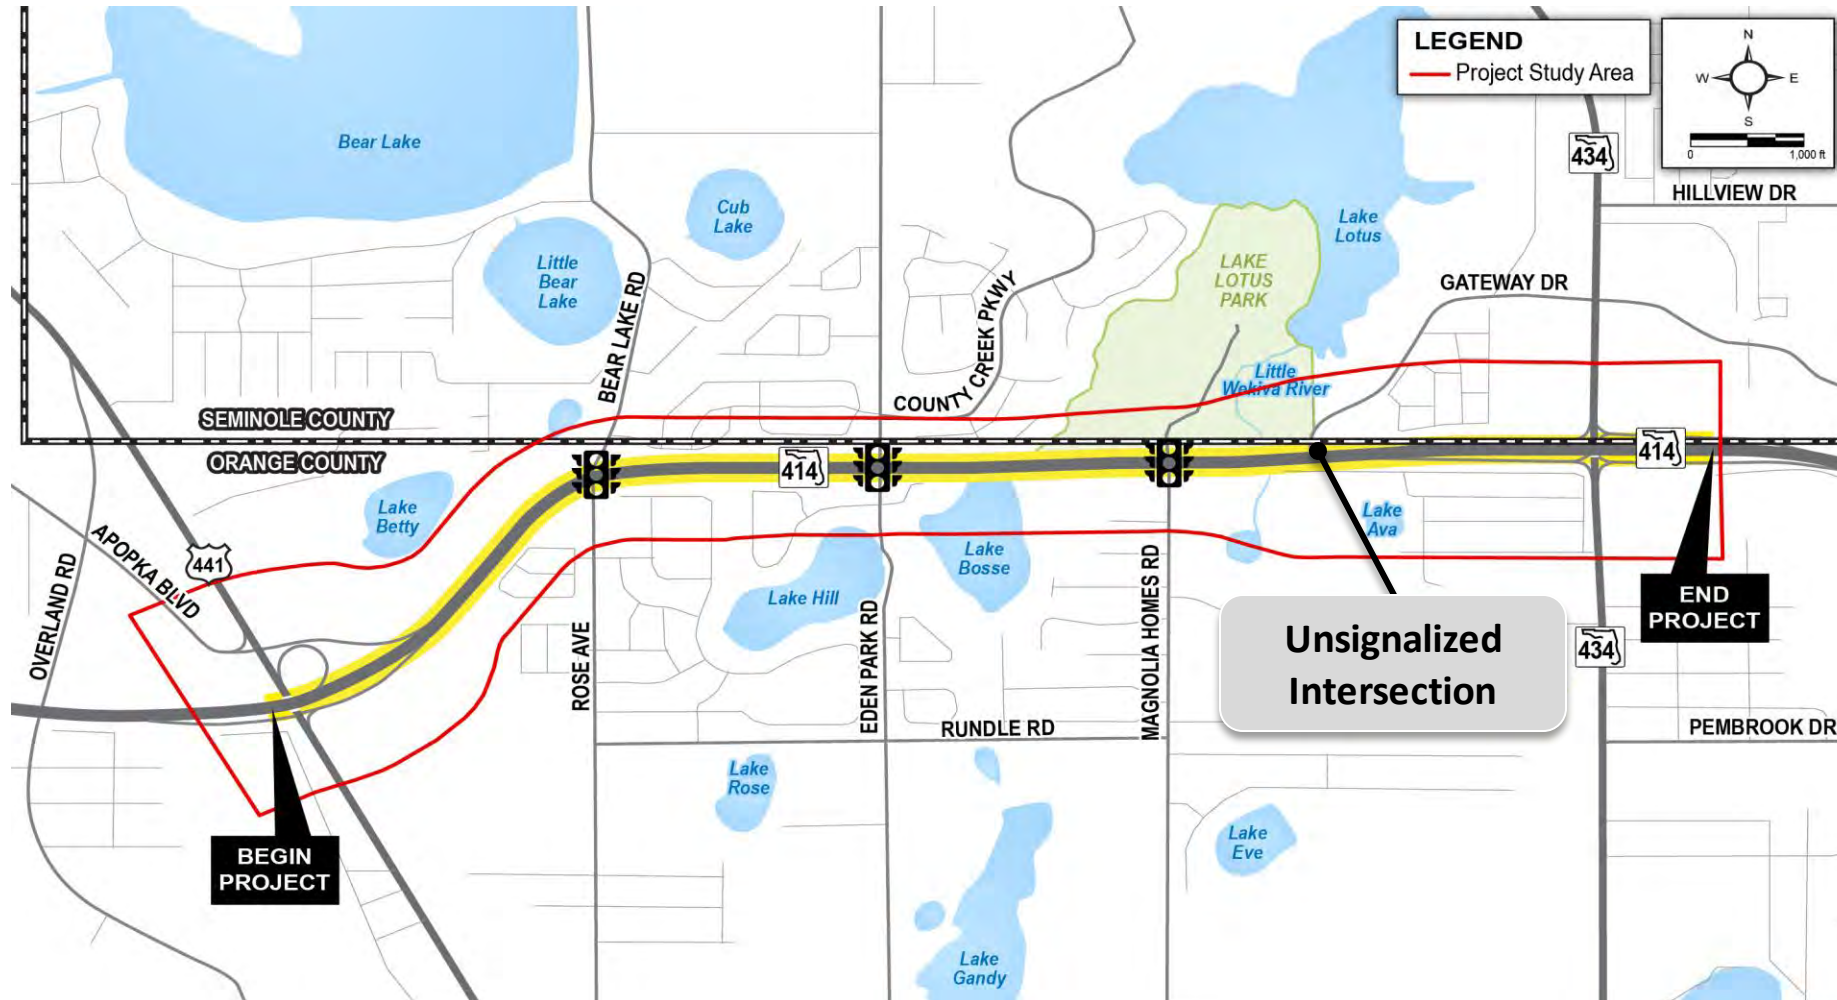 LEGEND
Project Study Area
N
W
E
S
0
1,000 ft
434
HILLVIEW DR
Bear Lake
Cub
Lake
Lake
Lotus
Little
Bear
Lake
LAKE
LOTUS
PARK
GATEWAY DR
BEAR LAKE RD
COUNTY CREEK PKWY
Little
Wekiva River
SEMINOLE COUNTY
ORANGE COUNTY
414
414
Lake
Betty
Lake
Ava
APOPKA BLVD
441
OVERLAND RD
Lake
Bosse
Lake Hill
ROSE AVE
EDEN PARK RD
MAGNOLIA HOMES RD
END
PROJECT
Unsignalized
Intersection
434
RUNDLE RD
PEMBROOK DR
Lake
Rose
Lake
Eve
BEGIN
PROJECT
Lake
Gandy